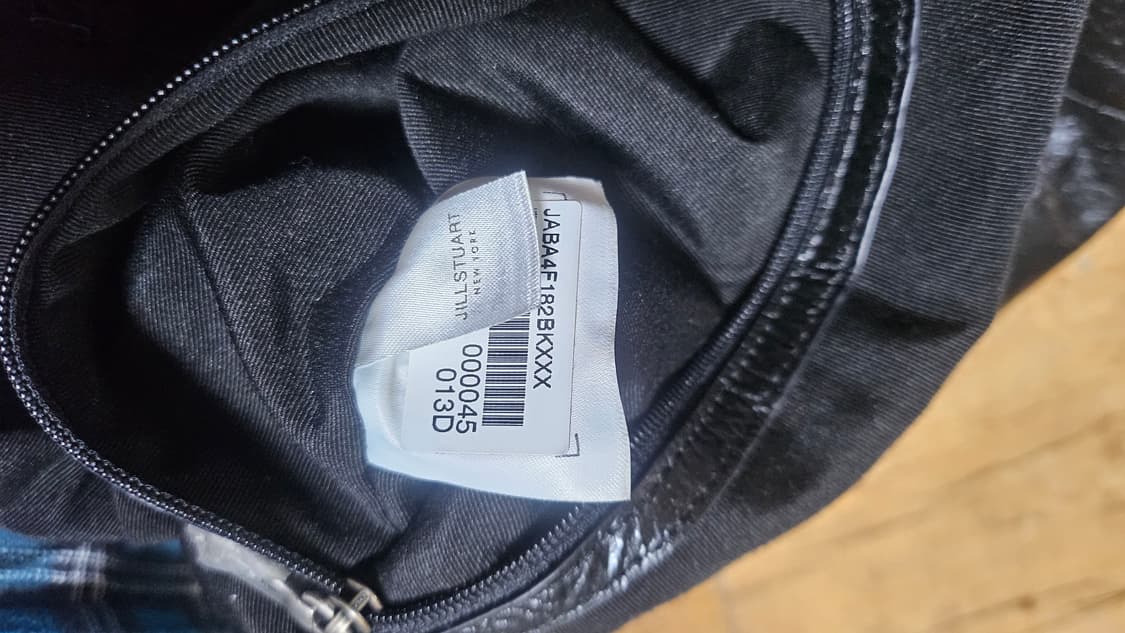 JILLSTUART
NEW YORK
JABA4F182BKXXX
000045
013D